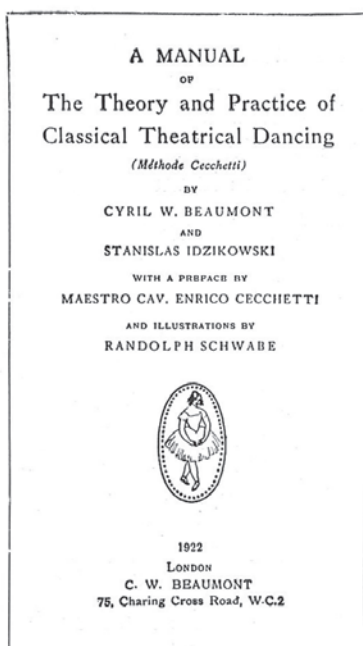 A MANUAL
OF
The Theory and Practice of
Classical Theatrical Dancing
(Méthode Cecchetti)
BY
CYRIL W. BEAUMONT
AND
STANISLAS IDZIKOWSKI
WITH A PREFACE BY
MAESTRO CAV. ENRICO CECCHETTI
AND ILLUSTRATIONS BY
RANDOLPH SCHWABE
1922
LONDON
C. W. BEAUMONT
75, Charing Cross Road, W.C.2